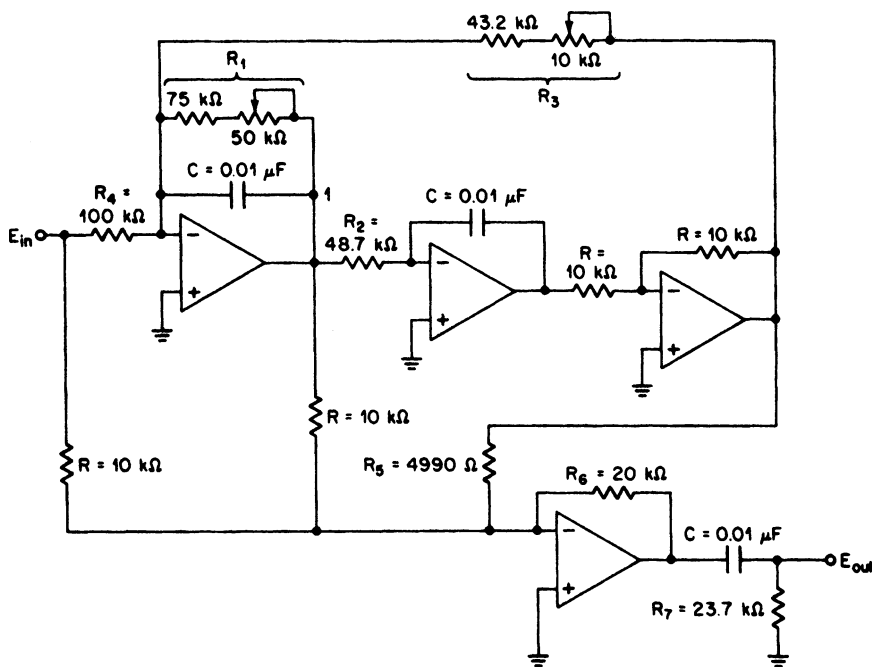 43.2 kΩ
10 kΩ
R3
R1
75 kΩ
50 kΩ
C = 0.01 μF
1
R4 =
100 kΩ
Ein
−
+
R2 =
48.7 kΩ
C = 0.01 μF
−
+
R =
10 kΩ
R = 10 kΩ
−
+
R = 10 kΩ
R = 10 kΩ
R5 = 4990 Ω
R6 = 20 kΩ
−
+
C = 0.01 μF
Eout
R7 = 23.7 kΩ